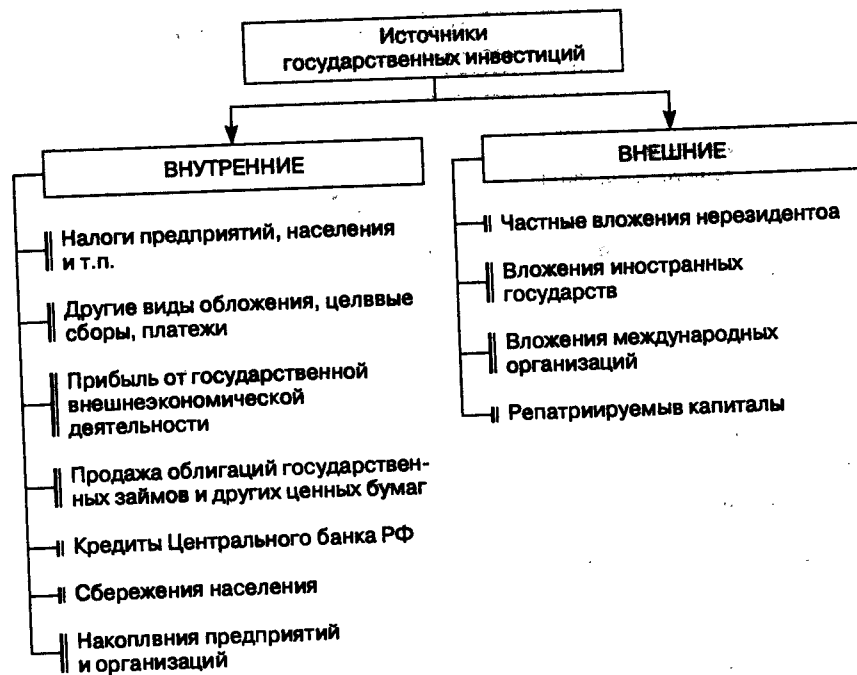 Источники
государственных инвестиций
ВНУТРЕННИЕ
Налоги предприятий, населения
и т.п.
Другие виды обложения, целввые
сборы, платежи
Прибыль от государственной
внешнеэкономической
деятельности
Продажа облигаций государствен-
ных займов и других ценных бумаг
Кредиты Центрального банка РФ
Сбережения населения
Накоплвния предприятий
и организаций
ВНЕШНИЕ
Частные вложения нерезидентоа
Вложения иностранных
государств
Вложения международных
организаций
Репатриируемыв капиталы